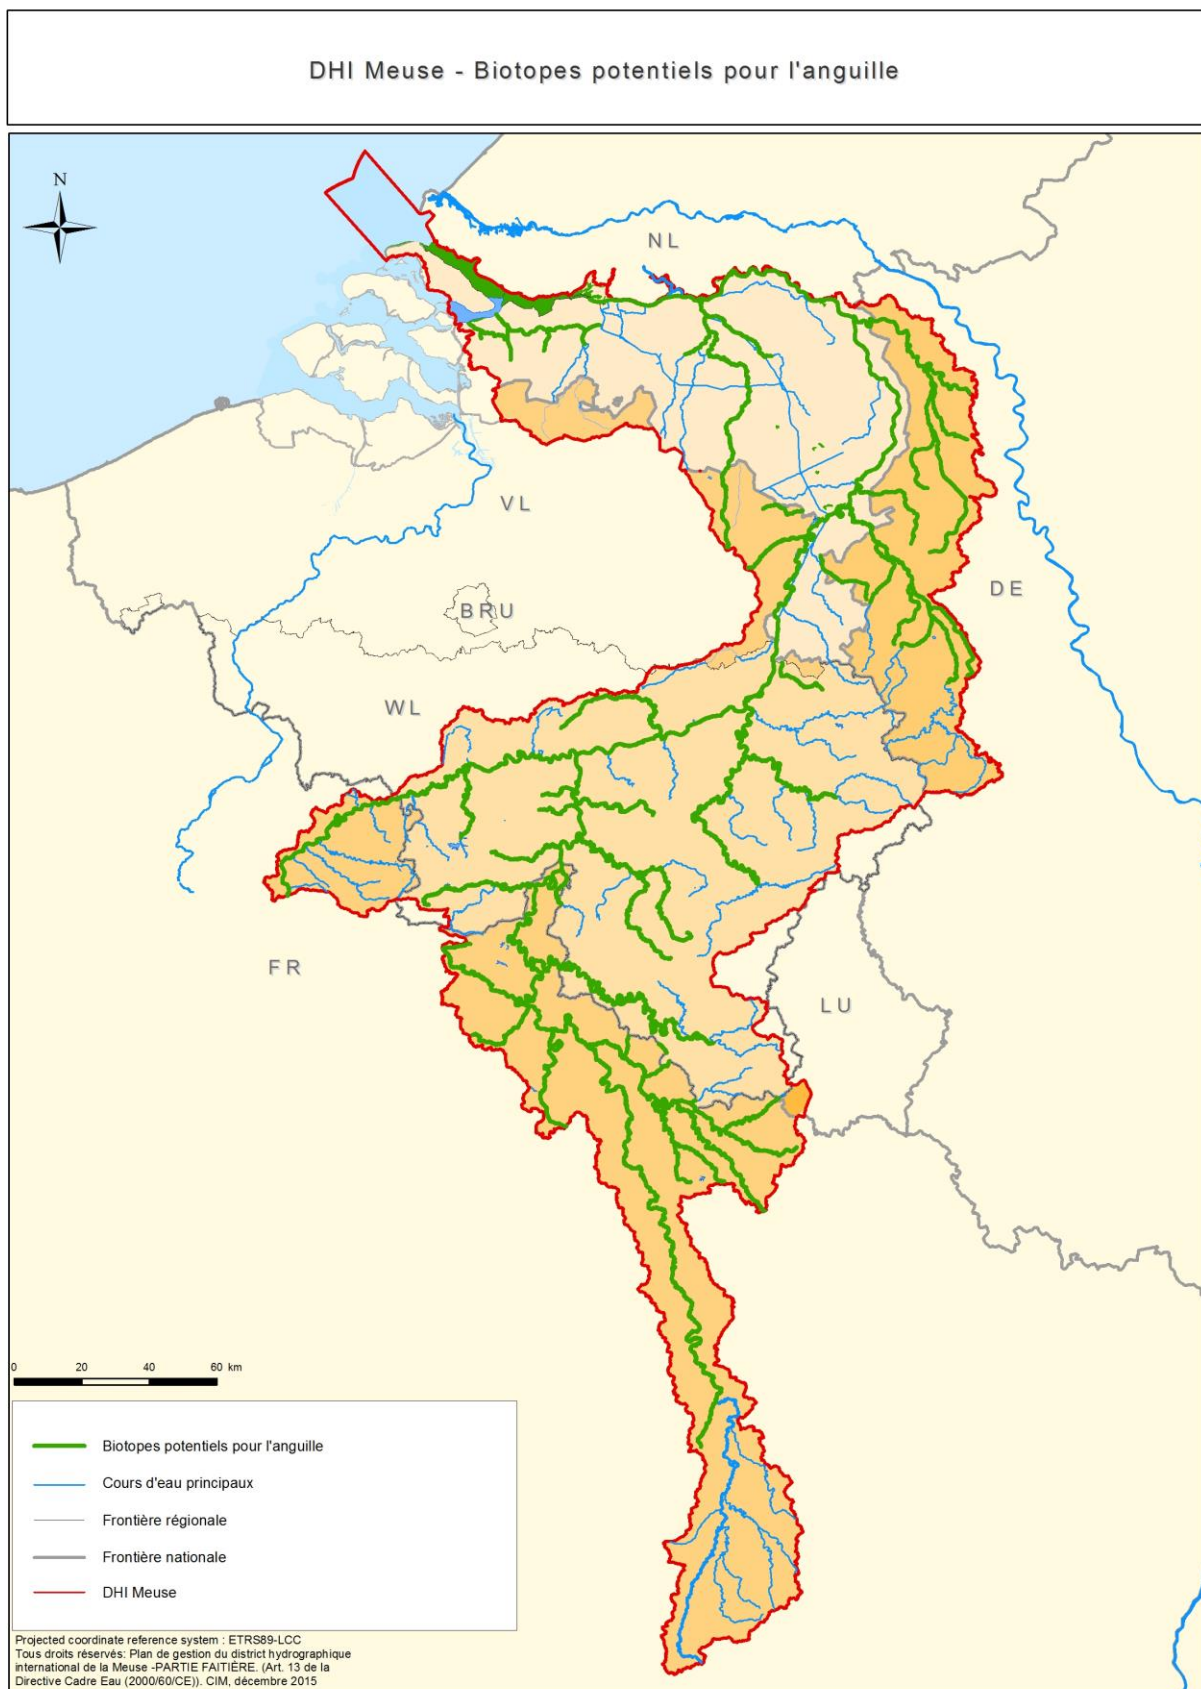 DHI Meuse - Biotopes potentiels pour l'anguille
N
NL
VL
BRU
DE
WL
FR
LU
0 20 40 60 km
Biotopes potentiels pour l'anguille
Cours d'eau principaux
Frontière régionale
Frontière nationale
DHI Meuse
Projected coordinate reference system : ETRS89-LCC
Tous droits réservés: Plan de gestion du district hydrographique
international de la Meuse -PARTIE FAITIÈRE. (Art. 13 de la
Directive Cadre Eau (2000/60/CE)). CIM, décembre 2015